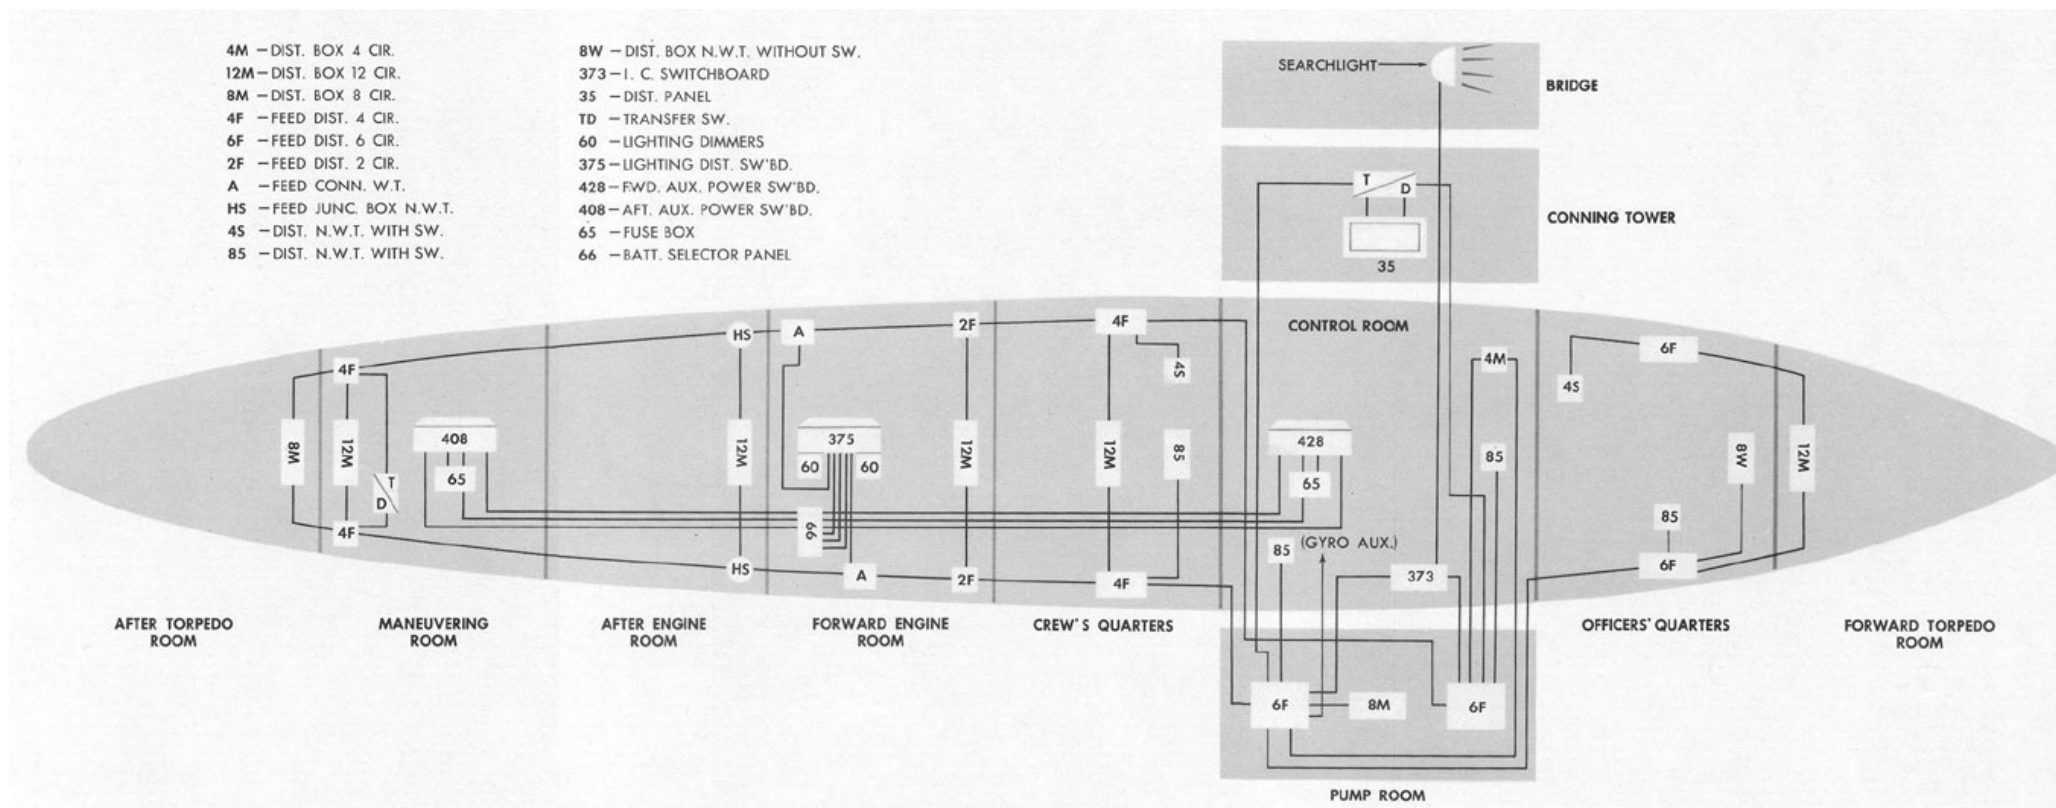 4M – DIST. BOX 4 CIR.
12M – DIST. BOX 12 CIR.
8M – DIST. BOX 8 CIR.
4F – FEED DIST. 4 CIR.
6F – FEED DIST. 6 CIR.
2F – FEED DIST. 2 CIR.
A – FEED CONN. W.T.
HS – FEED JUNC. BOX N.W.T.
4S – DIST. N.W.T. WITH SW.
85 – DIST. N.W.T. WITH SW.
8W – DIST. BOX N.W.T. WITHOUT SW.
373 – I. C. SWITCHBOARD
35 – DIST. PANEL
TD – TRANSFER SW.
60 – LIGHTING DIMMERS
375 – LIGHTING DIST. SW'BD.
428 – FWD. AUX. POWER SW'BD.
408 – AFT. AUX. POWER SW'BD.
65 – FUSE BOX
66 – BATT. SELECTOR PANEL
SEARCHLIGHT
BRIDGE
T D
35
CONNING TOWER
8M
4F
12M
T D
4F
408
65
HS
12M
HS
A
375
60 60
66
A
2F
12M
2F
4F
4S
12M
85
4F
CONTROL ROOM
428
65
4M
85
85
(GYRO AUX.)
373
4S
6F
8W
85
6F
12M
AFTER TORPEDO
ROOM
MANEUVERING
ROOM
AFTER ENGINE
ROOM
FORWARD ENGINE
ROOM
CREW'S QUARTERS
OFFICERS' QUARTERS
FORWARD TORPEDO
ROOM
6F
8M
6F
PUMP ROOM